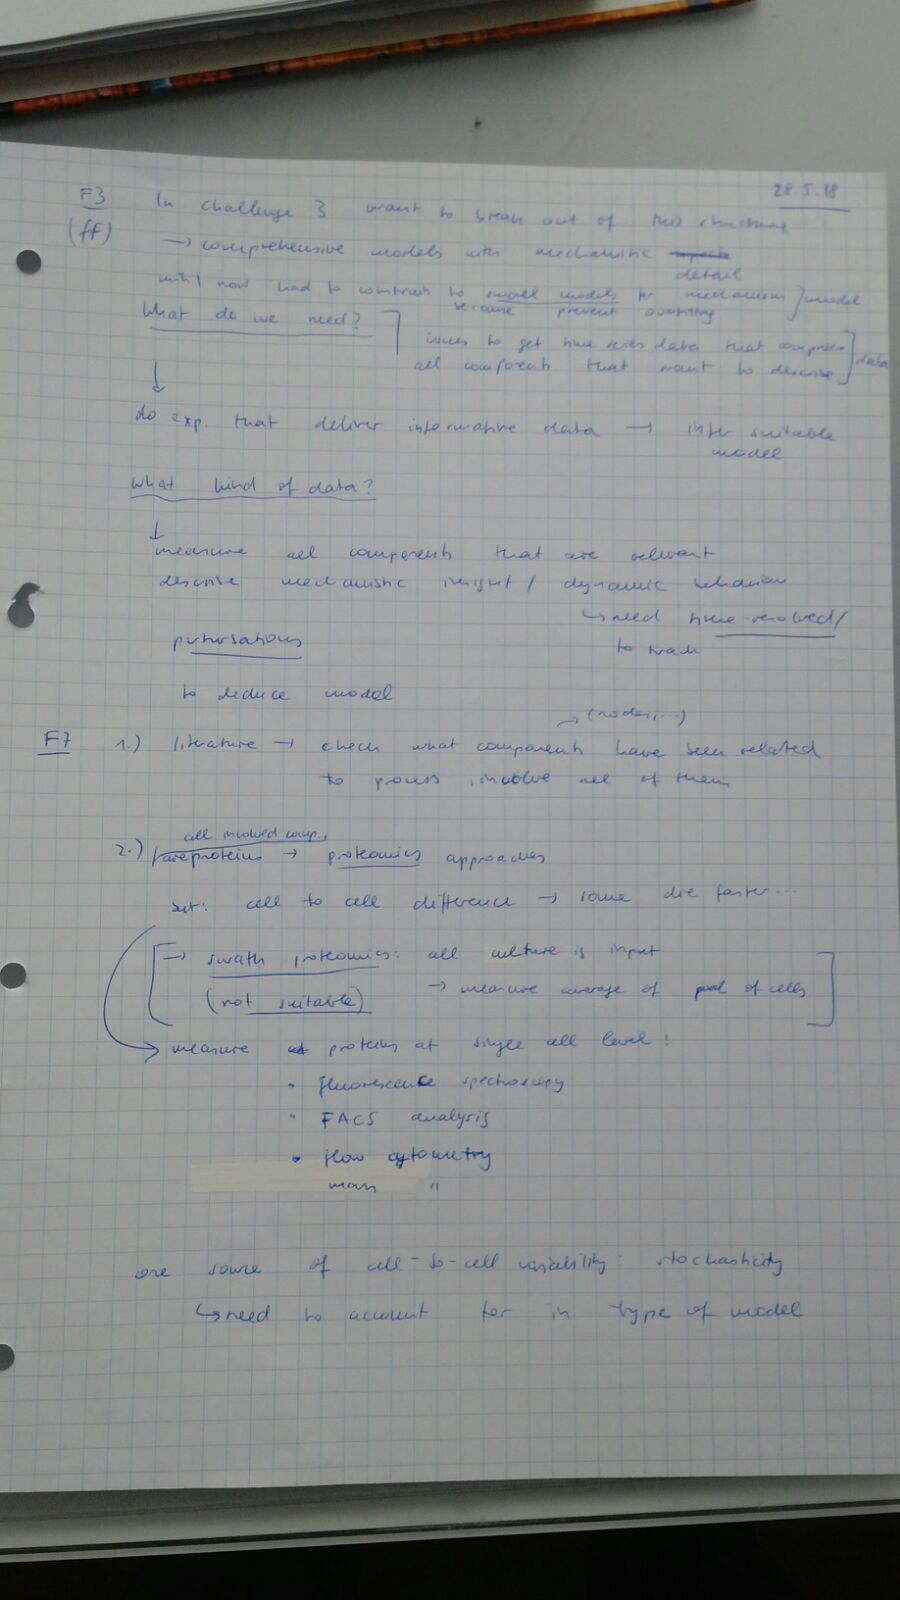 28.5.18
F3 In challenge 3 want to break out of this structure
(ff) → comprehensive models with mechanistic detail
until now had to constrain to small models for mechanism
because prevent overfitting ] model
What do we need?
issues to get time series data that comprises
all components that want to describe ] data
↓
do exp. that deliver informative data → infer suitable
model
What kind of data?
↓
measure all components that are relevant
describe mechanistic insight / dynamic behavior
↳ need time-resolved /
perturbations to track
to deduce model
→ (nodes, ...)
F7 1.) literature → check what components have been related
to process, involve all of them
all involved comp.
2.) are proteins → proteomics approaches
but: cell to cell difference → some die faster...
[→ swath proteomics: all culture is input
(not suitable) → measure average of pool of cells]
→ measure proteins at single cell level!
• fluorescence spectroscopy
• FACS analysis
• flow cytometry
mass "
one source of cell-to-cell variability: stochasticity
↳ need to account for in type of model